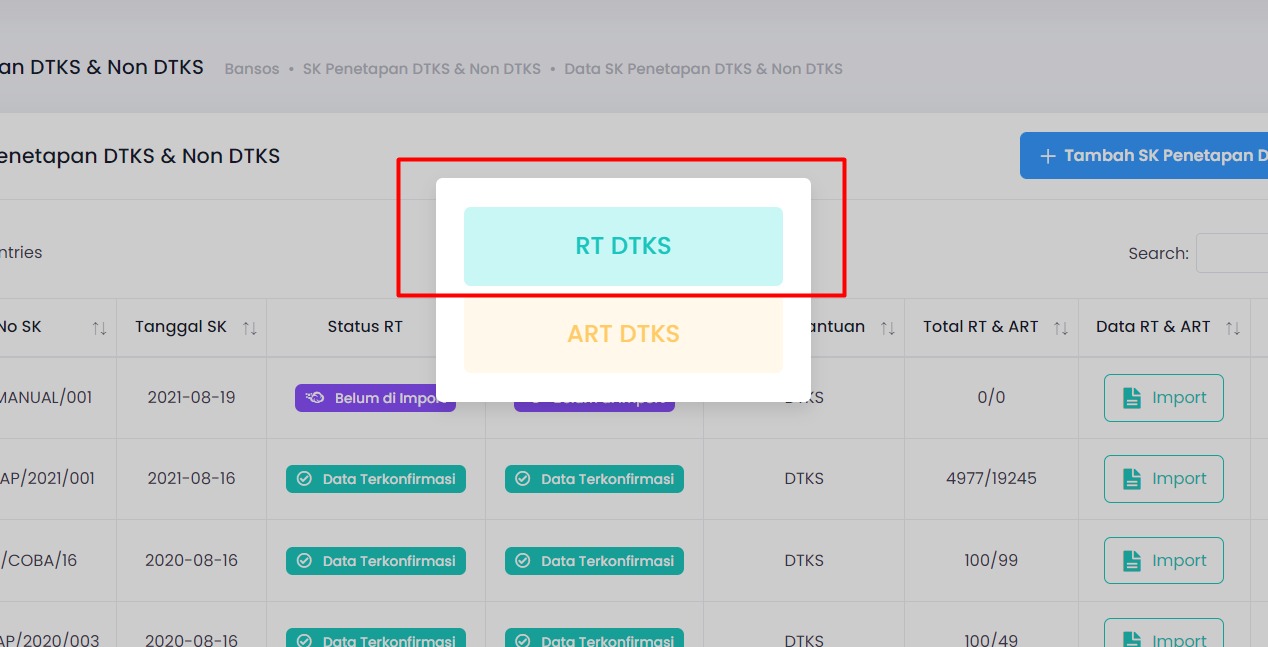 an DTKS & Non DTKS Bansos • SK Penetapan DTKS & Non DTKS • Data SK Penetapan DTKS & Non DTKS
enetapan DTKS & Non DTKS
+ Tambah SK Penetapan D
RT DTKS
ntries
Search:
ART DTKS
No SK Tanggal SK Status RT antuan Total RT & ART Data RT & ART
MANUAL/001 2021-08-19 Belum di Impo 0/0 Import
AP/2021/001 2021-08-16 Data Terkonfirmasi Data Terkonfirmasi DTKS 4977/19245 Import
/COBA/16 2020-08-16 Data Terkonfirmasi Data Terkonfirmasi DTKS 100/99 Import
AP/2020/003 2020-08-16 Data Terkonfirmasi Data Terkonfirmasi DTKS 100/49 Import